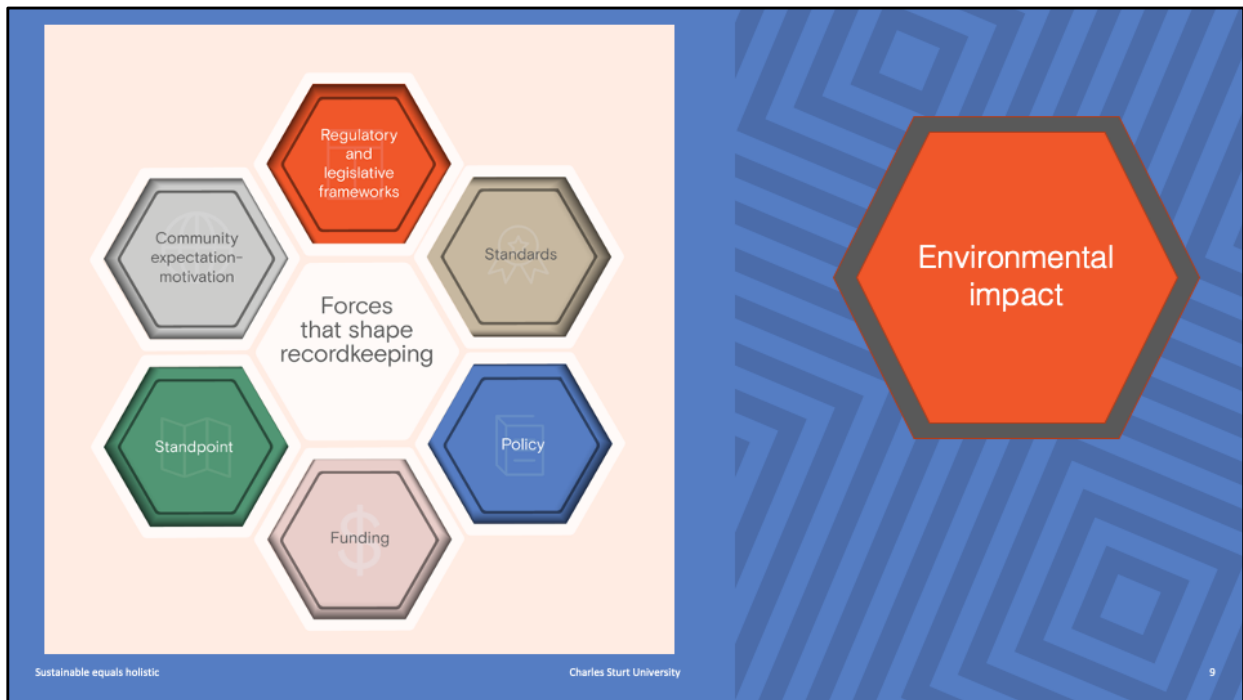 Regulatory
and
legislative
frameworks
Community
expectation-
motivation
Standards
Forces
that shape
recordkeeping
Standpoint
Policy
Funding
Environmental
impact
Sustainable equals holistic
Charles Sturt University
9